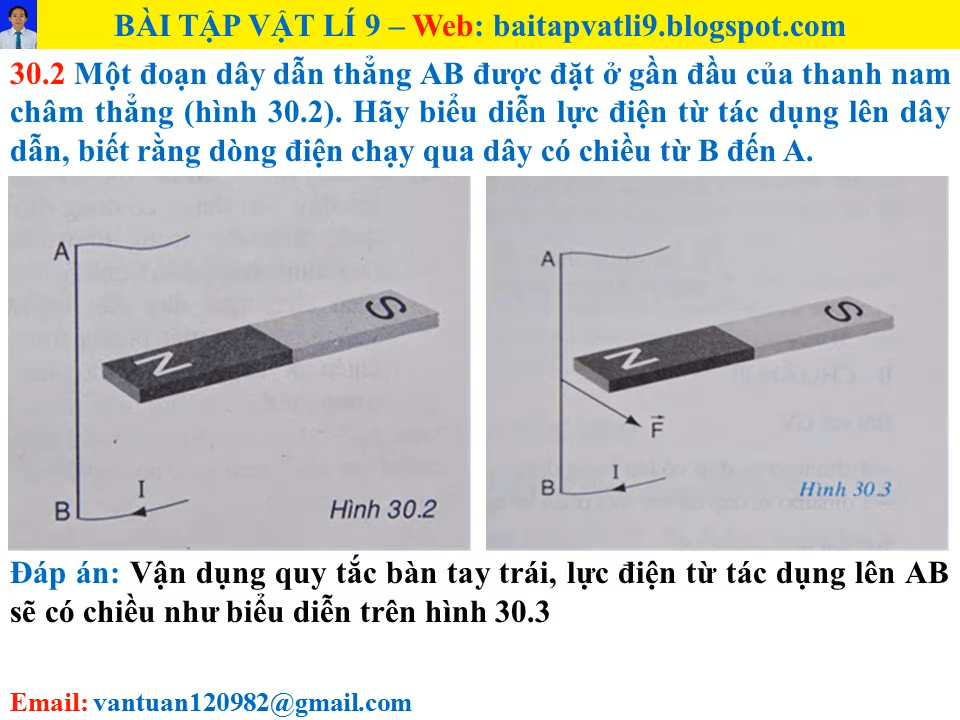 BÀI TẬP VẬT LÍ 9 – Web: baitapvatli9.blogspot.com
30.2 Một đoạn dây dẫn thẳng AB được đặt ở gần đầu của thanh nam
châm thẳng (hình 30.2). Hãy biểu diễn lực điện từ tác dụng lên dây
dẫn, biết rằng dòng điện chạy qua dây có chiều từ B đến A.
A
S
N
I
B
Hình 30.2
A
S
N
F
I
B
Hình 30.3
Đáp án: Vận dụng quy tắc bàn tay trái, lực điện từ tác dụng lên AB
sẽ có chiều như biểu diễn trên hình 30.3
Email: vantuan120982@gmail.com